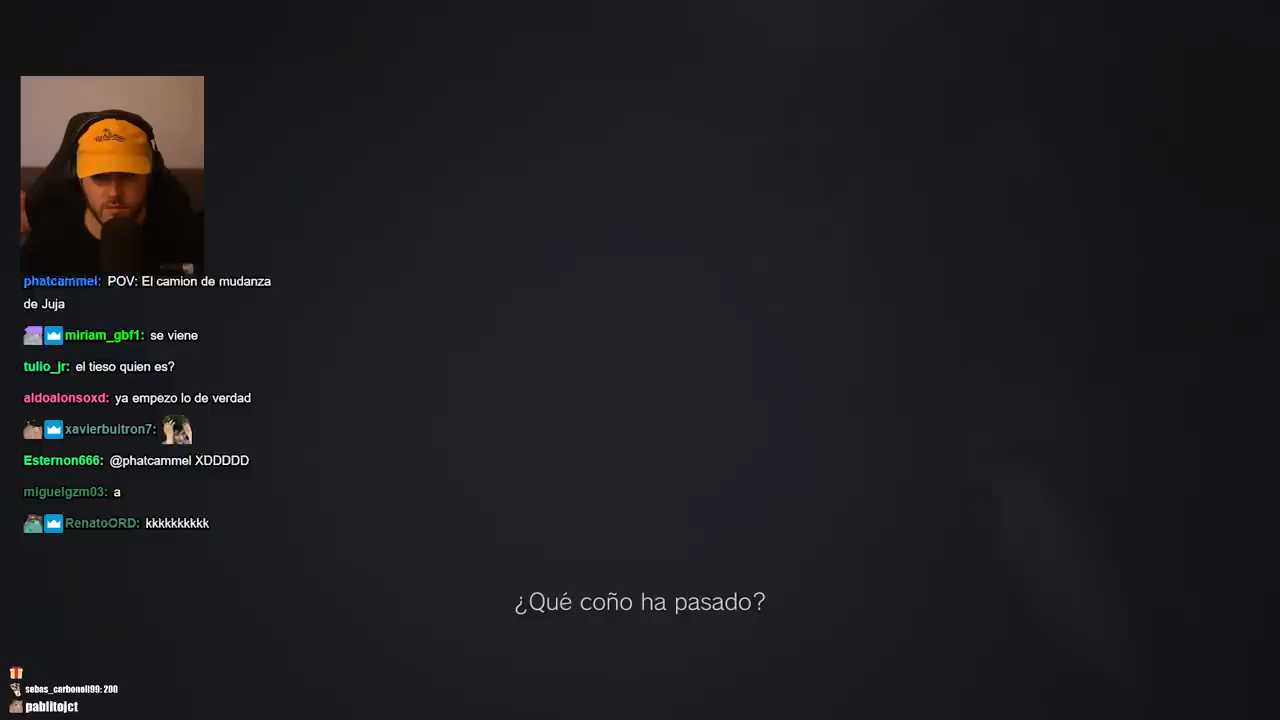 phatcammel: POV: El camion de mudanza
de Juja
miriam_gbf1: se viene
tulio_jr: el tieso quien es?
aldoalonsoxd: ya empezo lo de verdad
xavierbuitron7:
Esternon666: @phatcammel XDDDDD
miguelgzm03: a
RenatoORD: kkkkkkkkkk
¿Qué coño ha pasado?
sebas_carbonell99: 200
pablitojct